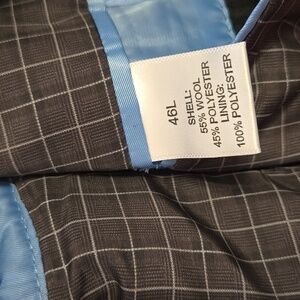 46L
SHELL:
55% WOOL
45% POLYESTER
LINING:
100% POLYESTER